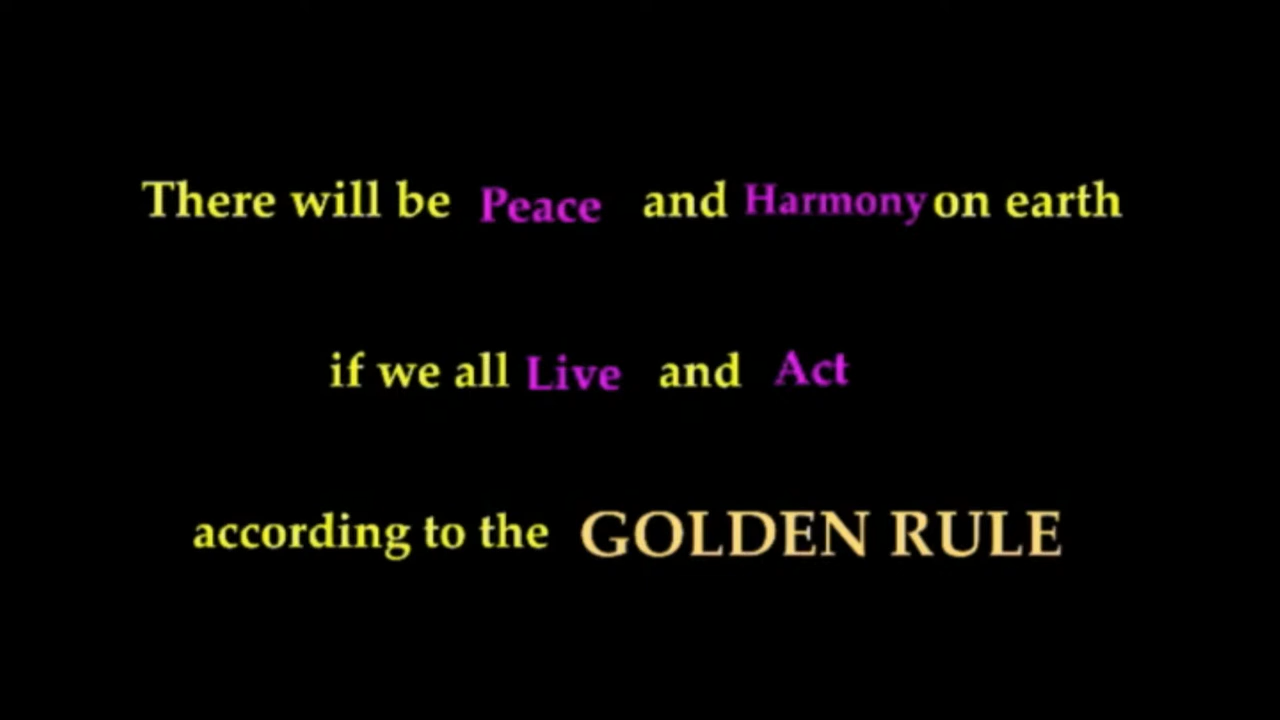 There will be Peace and Harmony on earth
if we all Live and Act
according to the GOLDEN RULE